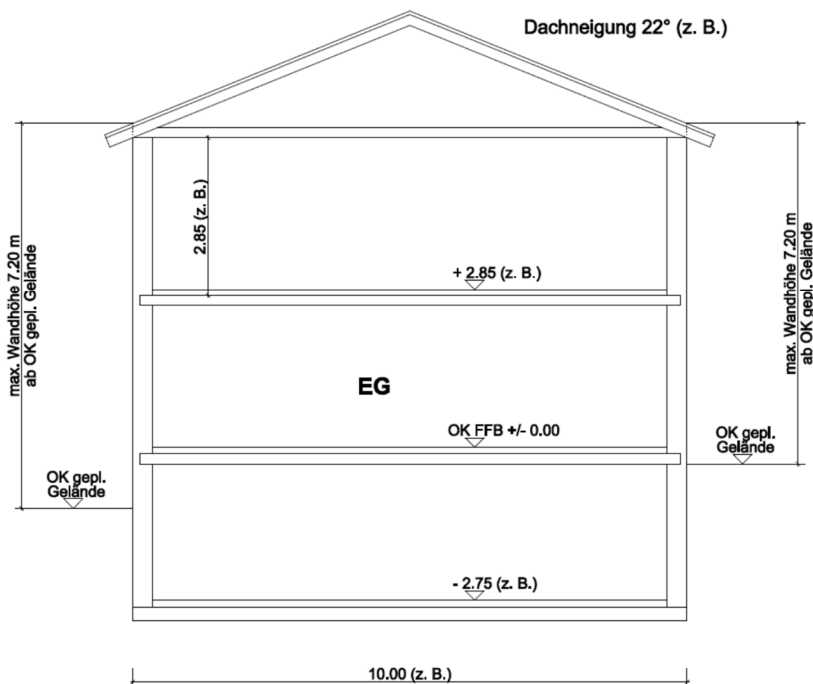 Dachneigung 22° (z. B.)
max. Wandhöhe 7.20 m
ab OK gepl. Gelände
2.85 (z. B.)
+ 2.85 (z. B.)
max. Wandhöhe 7.20 m
ab OK gepl. Gelände
EG
OK FFB +/- 0.00
OK gepl.
Gelände
OK gepl.
Gelände
- 2.75 (z. B.)
10.00 (z. B.)